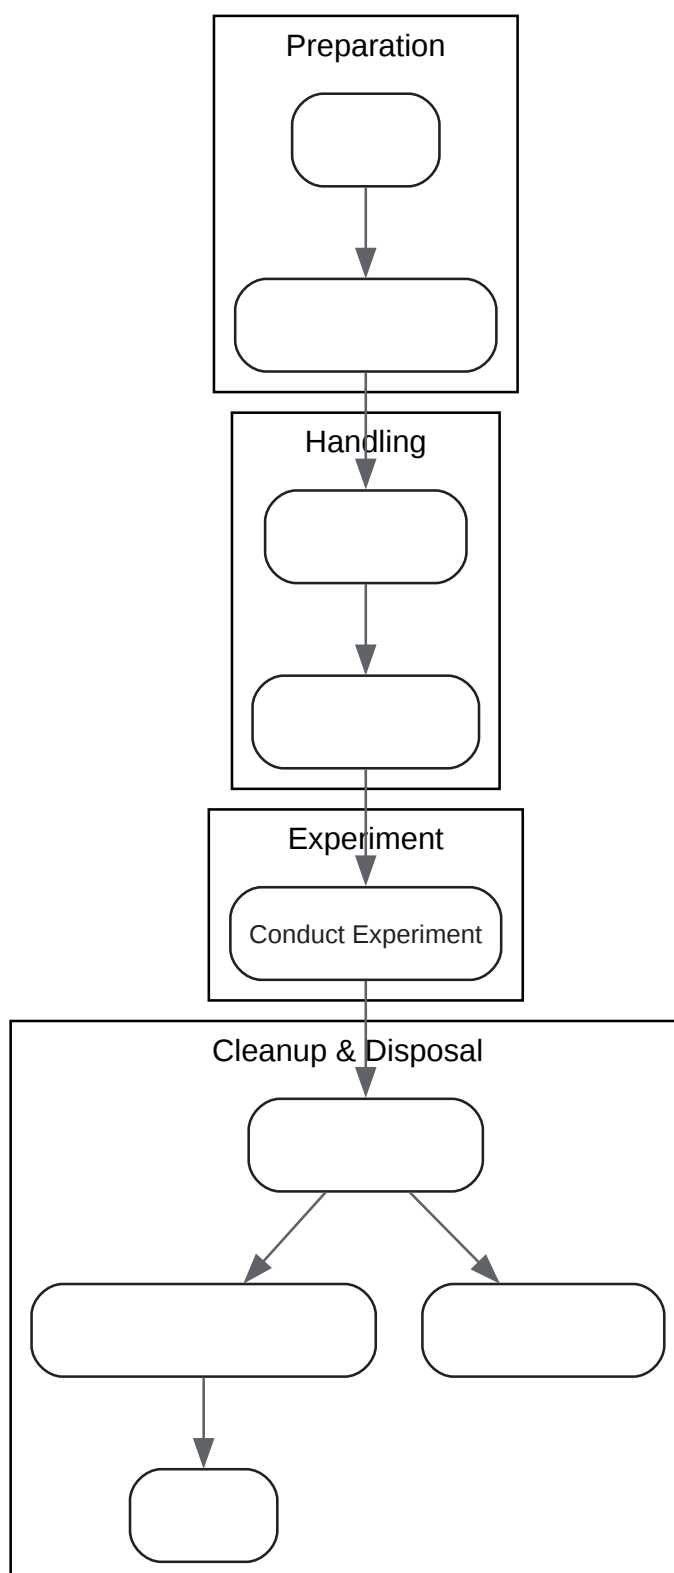 Preparation
Handling
Experiment
Conduct Experiment
Cleanup & Disposal